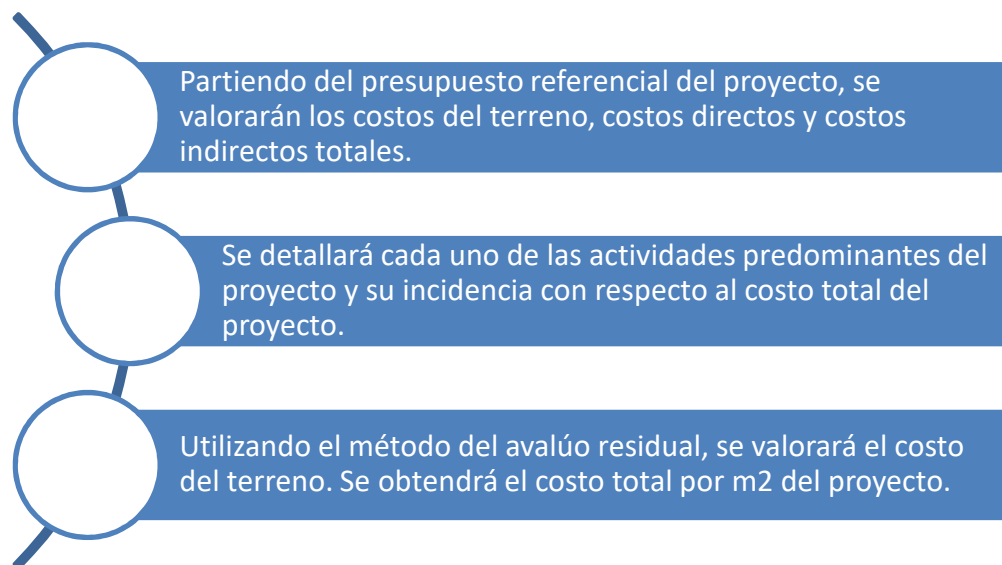 Partiendo del presupuesto referencial del proyecto, se
valorarán los costos del terreno, costos directos y costos
indirectos totales.
Se detallará cada uno de las actividades predominantes del
proyecto y su incidencia con respecto al costo total del
proyecto.
Utilizando el método del avalúo residual, se valorará el costo
del terreno. Se obtendrá el costo total por m2 del proyecto.